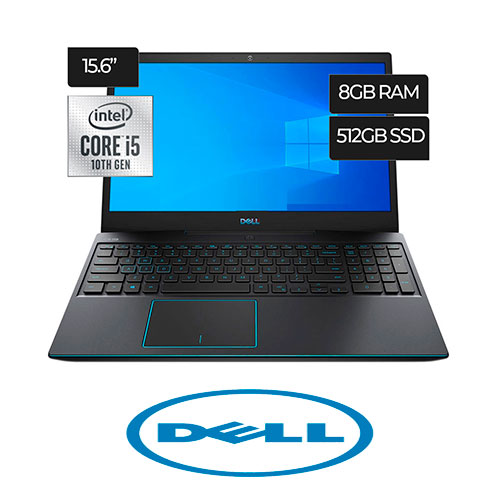 15.6”
8GB RAM
512GB SSD
intel
CORE i5
10TH GEN
DELL
DELL